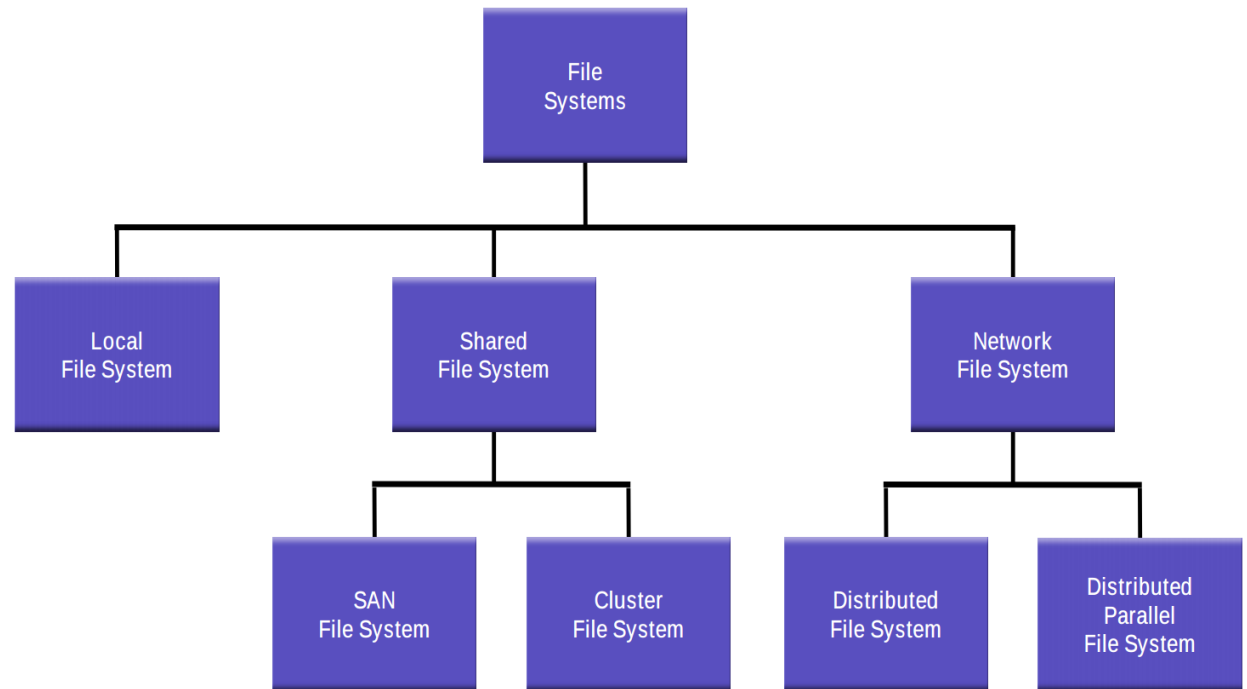 File
Systems
Local
File System
Shared
File System
Network
File System
SAN
File System
Cluster
File System
Distributed
File System
Distributed
Parallel
File System